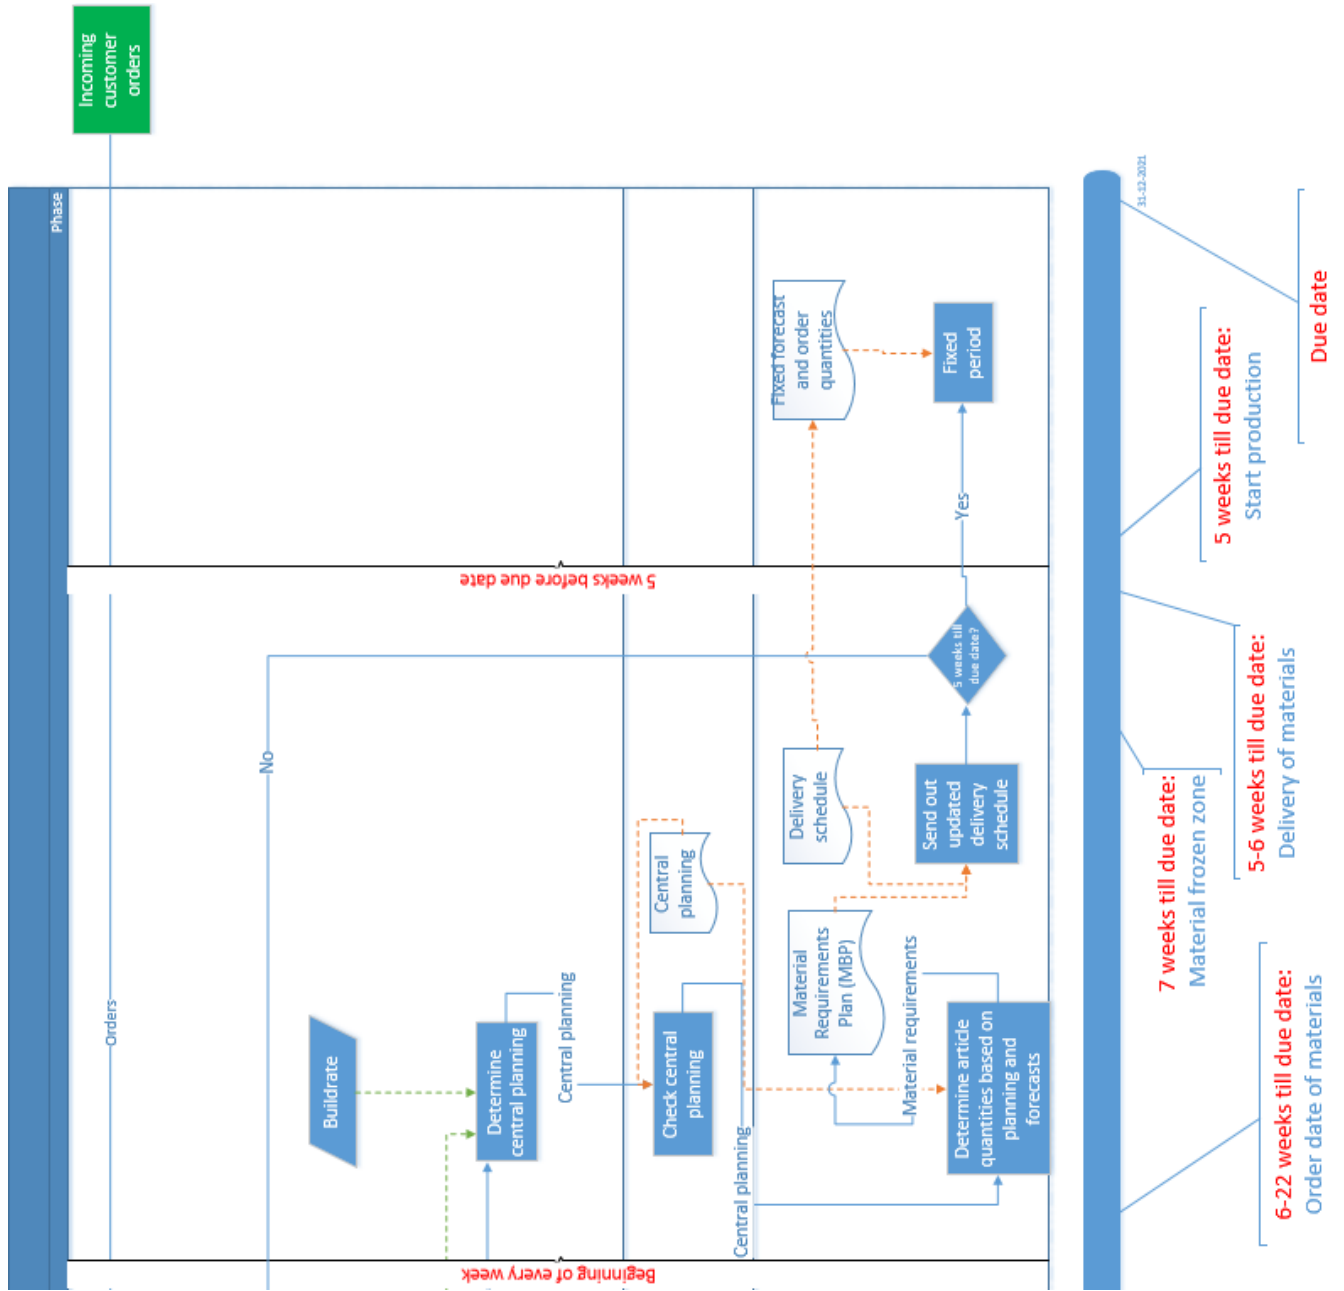 Incoming
customer
orders
Phase
Orders
No
Buildrate
Determine
central planning
Central planning
Check central
planning
Central
planning
Central planning
Beginning of every week
5 weeks before due date
Fixed forecast
and order
quantities
Fixed
period
Yes
5 weeks till
due date?
Delivery
schedule
Send out
updated
delivery
schedule
Material
Requirements
Plan (MBP)
Material requirements
Determine article
quantities based on
planning and
forecasts
31-12-2021
6-22 weeks till due date:
Order date of materials
7 weeks till due date:
Material frozen zone
5-6 weeks till due date:
Delivery of materials
5 weeks till due date:
Start production
Due date